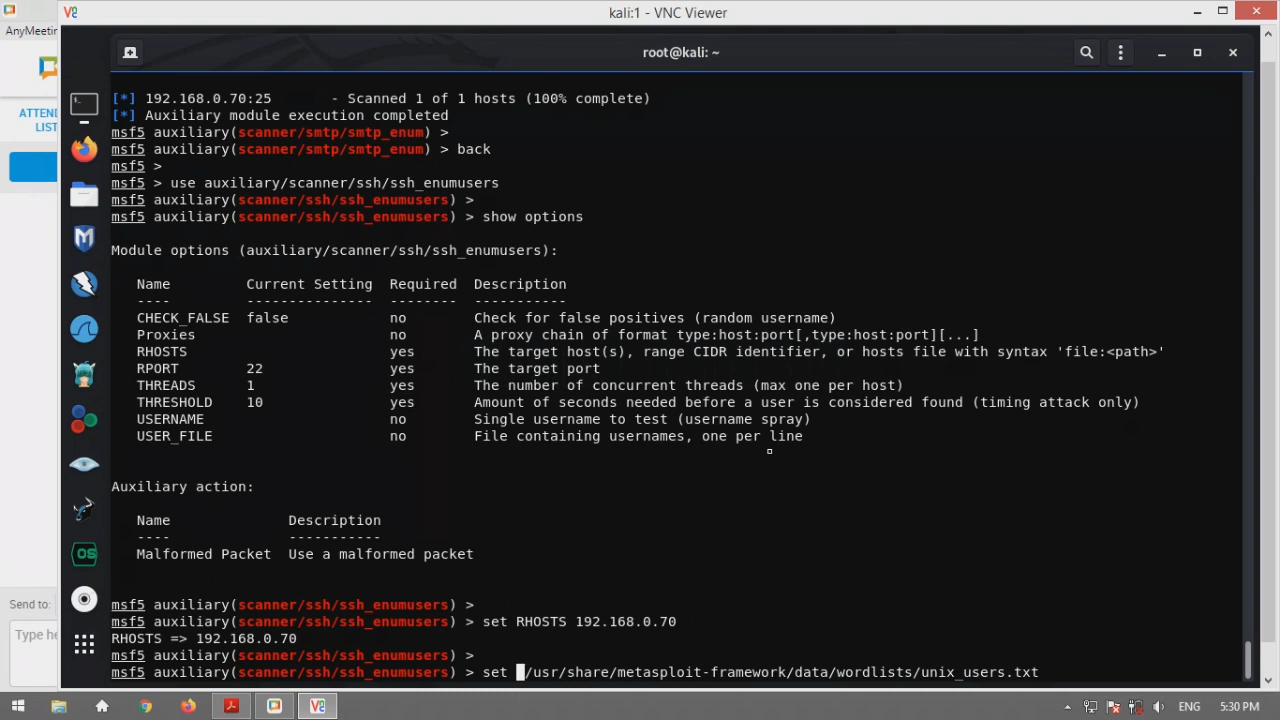 kali:1 - VNC Viewer
AnyMeeting
root@kali: ~
ATTEND
LIST
[*] 192.168.0.70:25 - Scanned 1 of 1 hosts (100% complete)
[*] Auxiliary module execution completed
msf5 auxiliary(scanner/smtp/smtp_enum) >
msf5 auxiliary(scanner/smtp/smtp_enum) > back
msf5 >
msf5 > use auxiliary/scanner/ssh/ssh_enumusers
msf5 auxiliary(scanner/ssh/ssh_enumusers) >
msf5 auxiliary(scanner/ssh/ssh_enumusers) > show options
Module options (auxiliary/scanner/ssh/ssh_enumusers):
Name Current Setting Required Description
---- --------------- -------- -----------
CHECK_FALSE false no Check for false positives (random username)
Proxies no A proxy chain of format type:host:port[,type:host:port][...]
RHOSTS yes The target host(s), range CIDR identifier, or hosts file with syntax 'file:<path>'
RPORT 22 yes The target port
THREADS 1 yes The number of concurrent threads (max one per host)
THRESHOLD 10 yes Amount of seconds needed before a user is considered found (timing attack only)
USERNAME no Single username to test (username spray)
USER_FILE no File containing usernames, one per line
Auxiliary action:
Name Description
---- -----------
Malformed Packet Use a malformed packet
msf5 auxiliary(scanner/ssh/ssh_enumusers) >
msf5 auxiliary(scanner/ssh/ssh_enumusers) > set RHOSTS 192.168.0.70
RHOSTS => 192.168.0.70
msf5 auxiliary(scanner/ssh/ssh_enumusers) >
msf5 auxiliary(scanner/ssh/ssh_enumusers) > set /usr/share/metasploit-framework/data/wordlists/unix_users.txt
Send to:
Type he
OS
ENG 5:30 PM